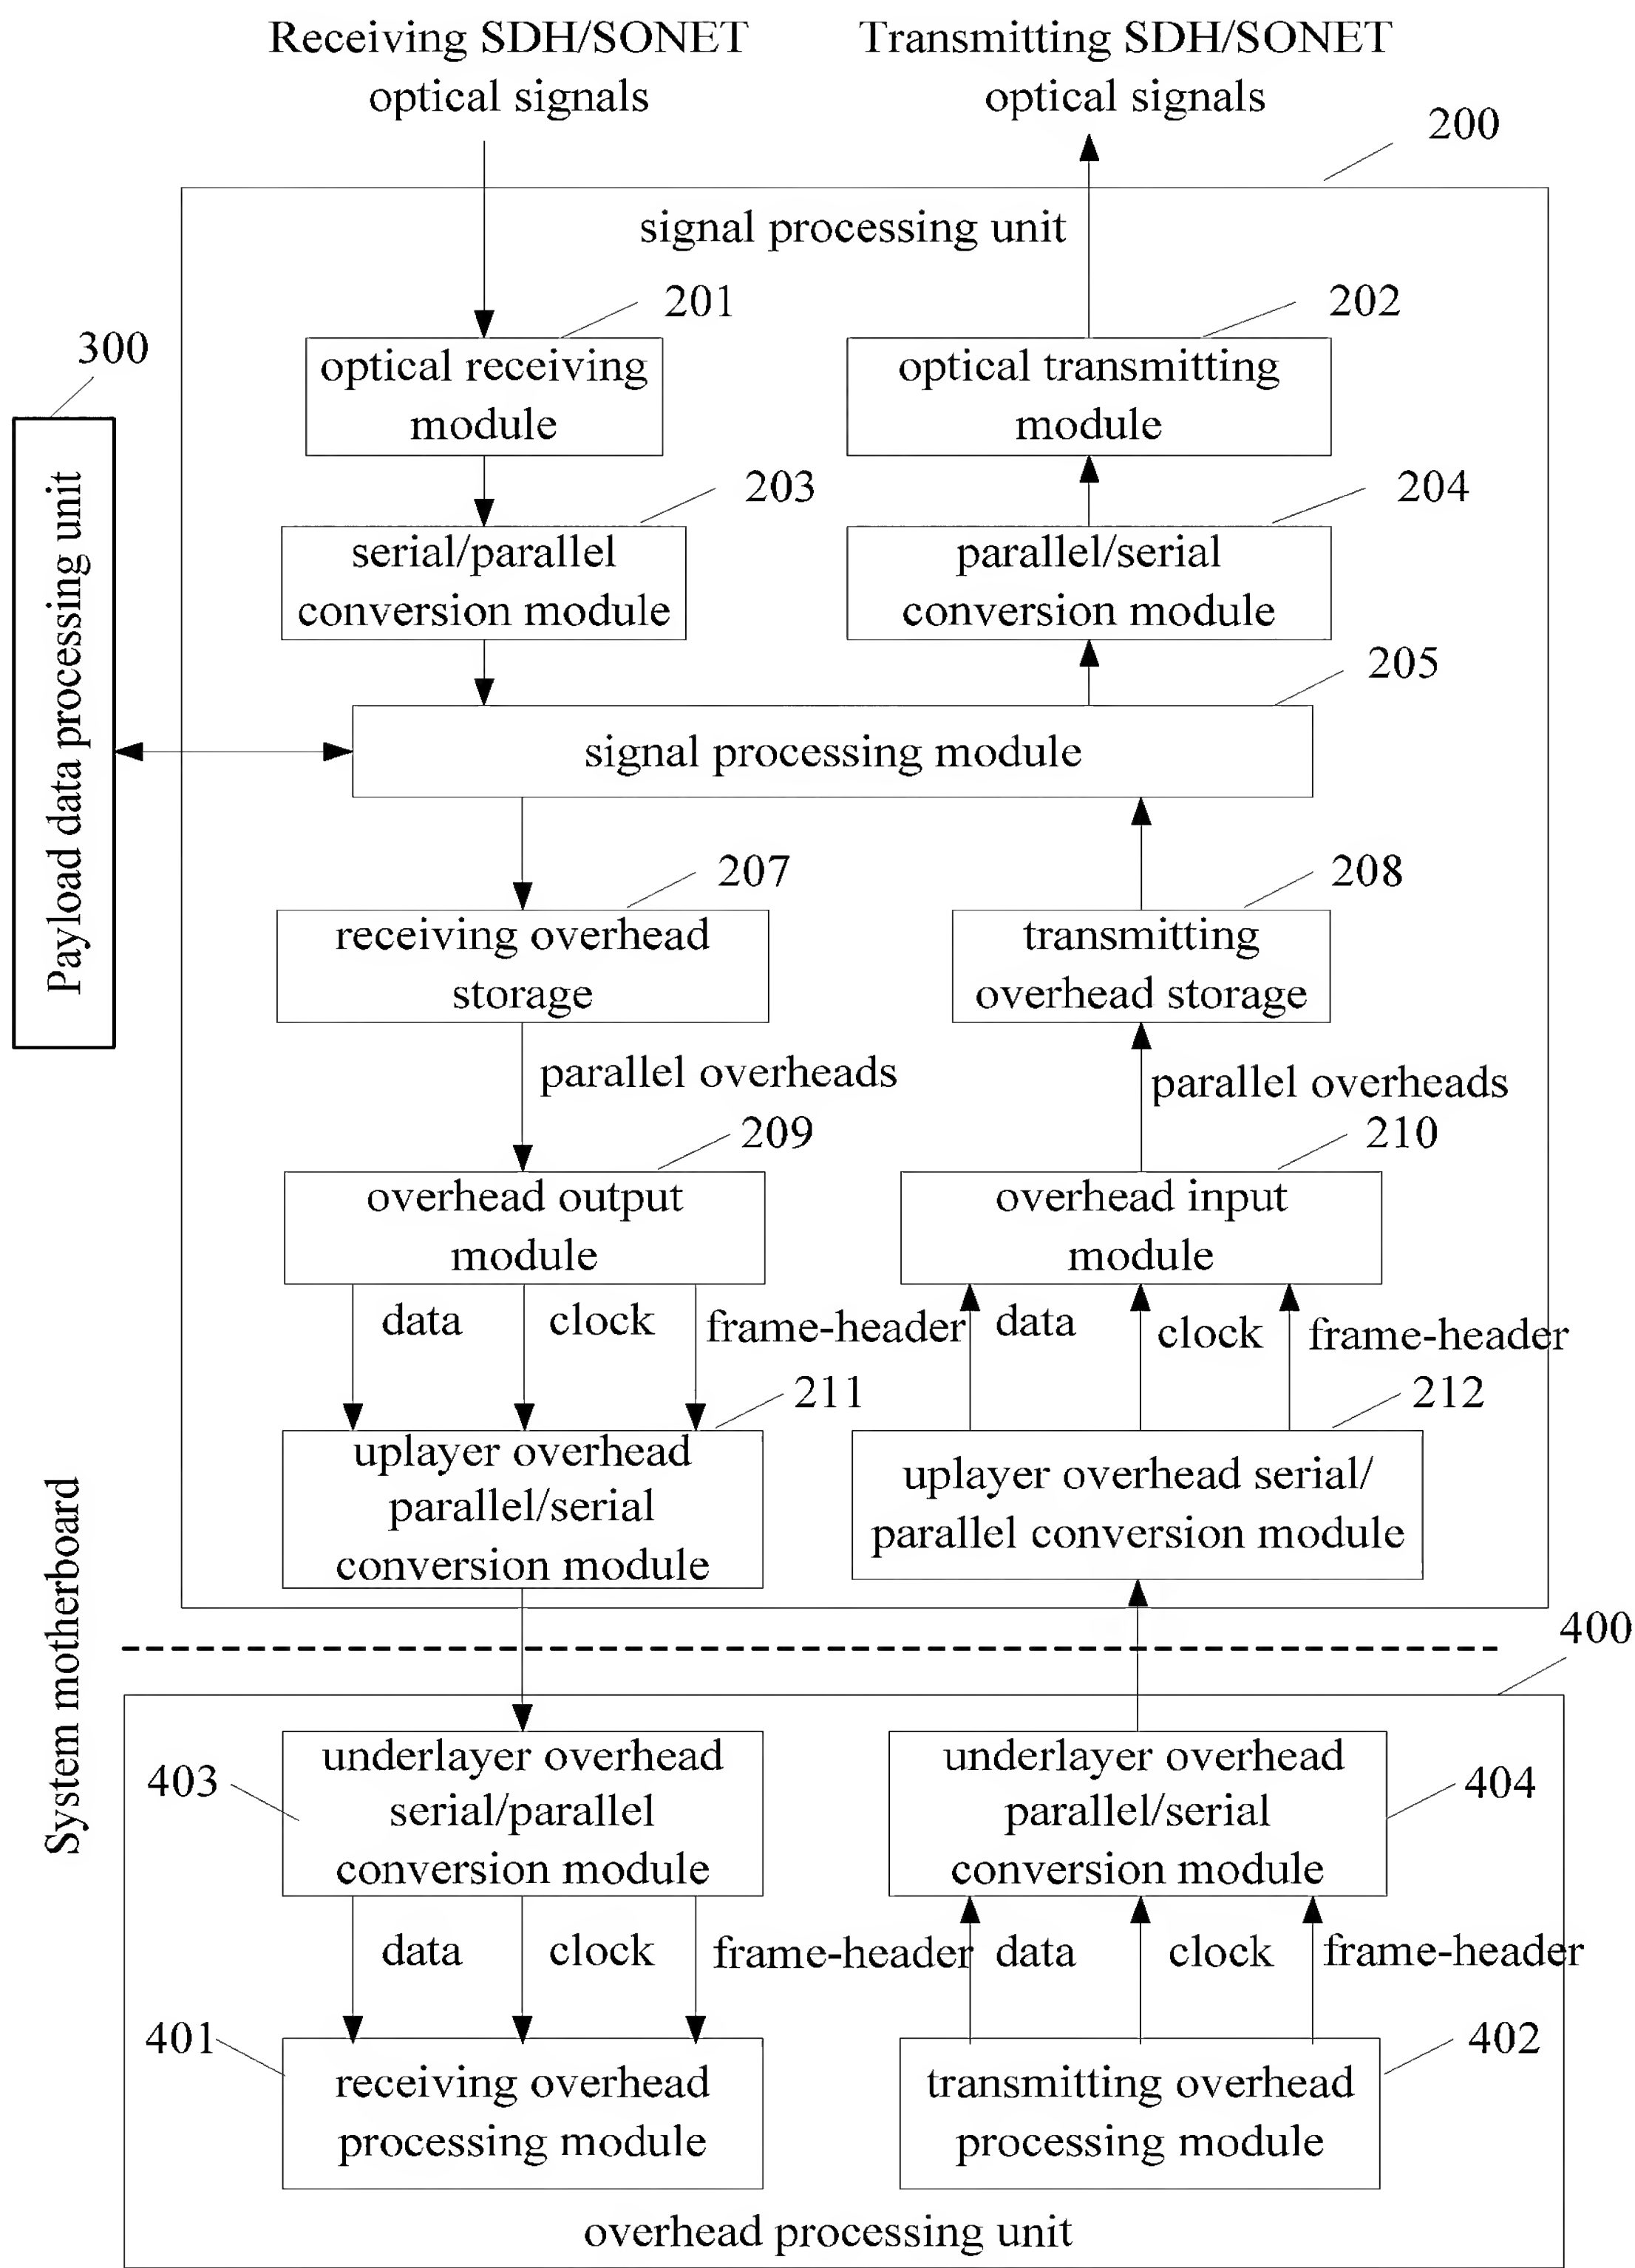 Receiving SDH/SONET
optical signals
Transmitting SDH/SONET
optical signals
200
signal processing unit
201
202
300
optical receiving
module
optical transmitting
module
203
204
Payload data processing unit
serial/parallel
conversion module
parallel/serial
conversion module
205
signal processing module
207
208
receiving overhead
storage
transmitting
overhead storage
parallel overheads
parallel overheads
209
210
overhead output
module
overhead input
module
data
clock
frame-header
data
clock
frame-header
211
212
uplayer overhead
parallel/serial
conversion module
uplayer overhead serial/
parallel conversion module
System motherboard
400
403
underlayer overhead
serial/parallel
conversion module
underlayer overhead
parallel/serial
conversion module
404
data
clock
frame-header
data
clock
frame-header
401
receiving overhead
processing module
transmitting overhead
processing module
402
overhead processing unit